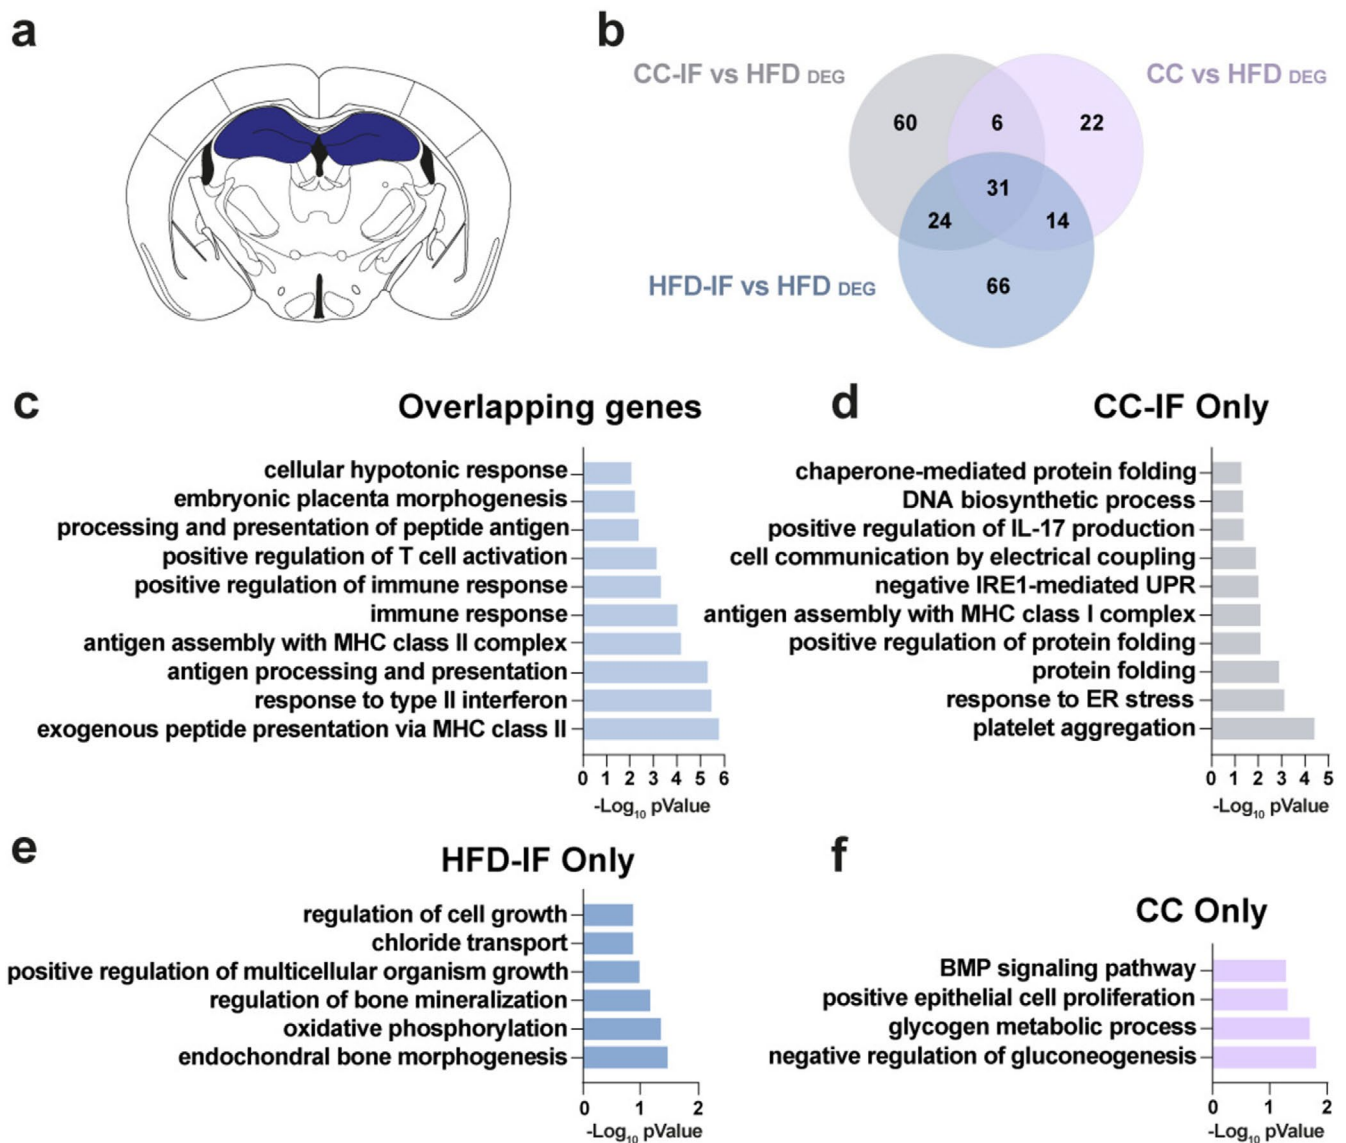 a
b
CC-IF vs HFD DEG
CC vs HFD DEG
60
6
22
31
24
14
HFD-IF vs HFD DEG
66
c
Overlapping genes
cellular hypotonic response
embryonic placenta morphogenesis
processing and presentation of peptide antigen
positive regulation of T cell activation
positive regulation of immune response
immune response
antigen assembly with MHC class II complex
antigen processing and presentation
response to type II interferon
exogenous peptide presentation via MHC class II
0 1 2 3 4 5 6
-Log10 pValue
d
CC-IF Only
chaperone-mediated protein folding
DNA biosynthetic process
positive regulation of IL-17 production
cell communication by electrical coupling
negative IRE1-mediated UPR
antigen assembly with MHC class I complex
positive regulation of protein folding
protein folding
response to ER stress
platelet aggregation
0 1 2 3 4 5
-Log10 pValue
e
HFD-IF Only
regulation of cell growth
chloride transport
positive regulation of multicellular organism growth
regulation of bone mineralization
oxidative phosphorylation
endochondral bone morphogenesis
0 1 2
-Log10 pValue
f
CC Only
BMP signaling pathway
positive epithelial cell proliferation
glycogen metabolic process
negative regulation of gluconeogenesis
0 1 2
-Log10 pValue